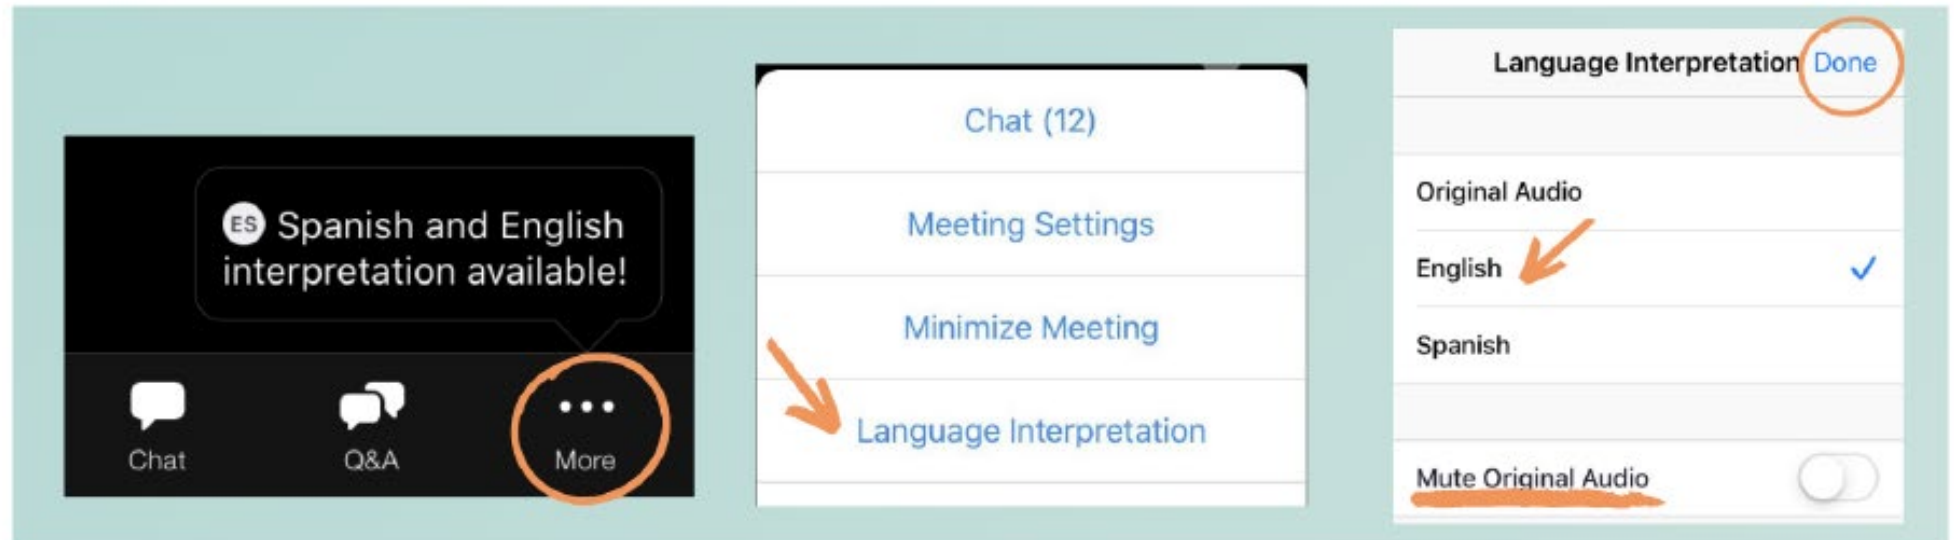 ES Spanish and English
interpretation available!
Chat
Q&A
More
Chat (12)
Meeting Settings
Minimize Meeting
Language Interpretation
Language Interpretation Done
Original Audio
English
Spanish
Mute Original Audio